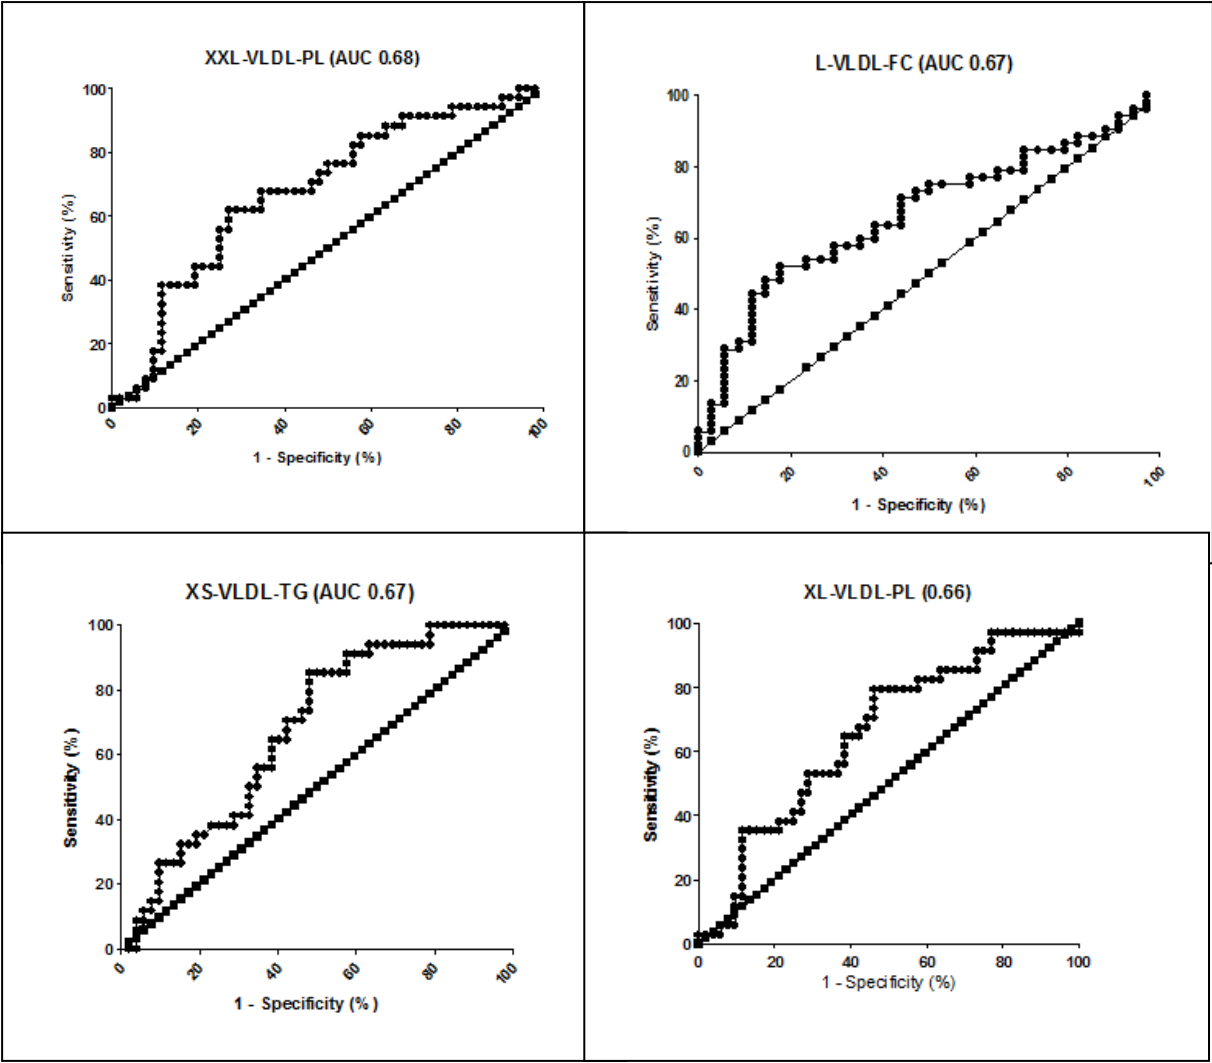 XXL-VLDL-PL (AUC 0.68)
100
80
60
40
20
0
Sensitivity (%)
0 20 40 60 80 100
1 - Specificity (%)
L-VLDL-FC (AUC 0.67)
100
80
60
40
20
0
Sensitivity (%)
0 20 40 60 80 100
1 - Specificity (%)
XS-VLDL-TG (AUC 0.67)
100
80
60
40
20
0
Sensitivity (%)
0 20 40 60 80 100
1 - Specificity (%)
XL-VLDL-PL (0.66)
100
80
60
40
20
0
Sensitivity (%)
0 20 40 60 80 100
1 - Specificity (%)